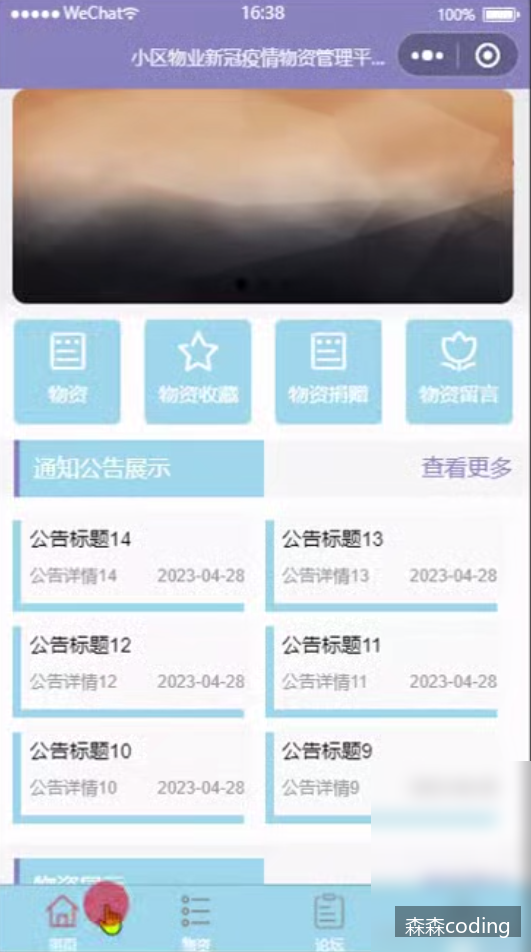 WeChat 16:38 100%
小区物业新冠疫情物资管理平...
物资 物资收藏 物资捐赠 物资留言
通知公告展示 查看更多
公告标题14 公告标题13
公告详情14 2023-04-28 公告详情13 2023-04-28
公告标题12 公告标题11
公告详情12 2023-04-28 公告详情11 2023-04-28
公告标题10 公告标题9
公告详情10 2023-04-28 公告详情9
物资展示
首页 物资 论坛
森森coding